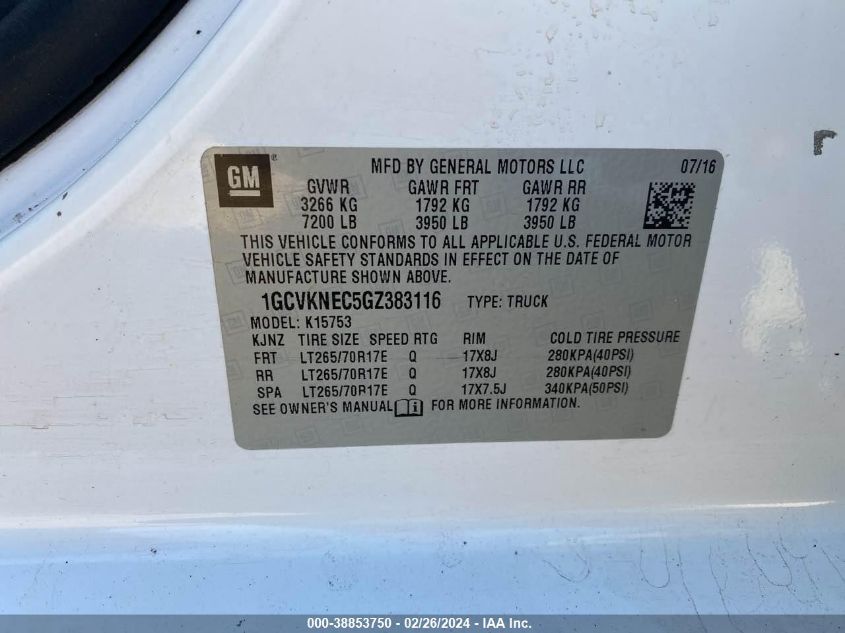 GM ®
MFD BY GENERAL MOTORS LLC 07/16
GVWR GAWR FRT GAWR RR
3266 KG 1792 KG 1792 KG
7200 LB 3950 LB 3950 LB
THIS VEHICLE CONFORMS TO ALL APPLICABLE U.S. FEDERAL MOTOR
VEHICLE SAFETY STANDARDS IN EFFECT ON THE DATE OF
MANUFACTURE SHOWN ABOVE.
1GCVKNEC5GZ383116 TYPE: TRUCK
MODEL: K15753
KJNZ TIRE SIZE SPEED RTG RIM COLD TIRE PRESSURE
FRT LT265/70R17E Q 17X8J 280KPA(40PSI)
RR LT265/70R17E Q 17X8J 280KPA(40PSI)
SPA LT265/70R17E Q 17X7.5J 340KPA(50PSI)
SEE OWNER'S MANUAL FOR MORE INFORMATION.
000-38853750 - 02/26/2024 - IAA Inc.